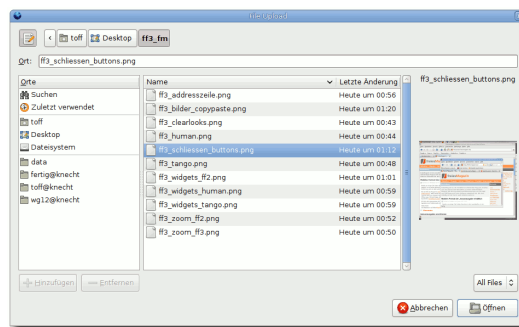 File Upload
toff Desktop ff3_fm
Ort: ff3_schliessen_buttons.png
Orte
Suchen
Zuletzt verwendet
toff
Desktop
Dateisystem
data
fertig@knecht
toff@knecht
wg12@knecht
Name Letzte Änderung
ff3_addresszeile.png Heute um 00:56
ff3_bilder_copypaste.png Heute um 01:20
ff3_clearlooks.png Heute um 00:43
ff3_human.png Heute um 00:44
ff3_schliessen_buttons.png Heute um 01:12
ff3_tango.png Heute um 00:48
ff3_widgets_ff2.png Heute um 01:01
ff3_widgets_human.png Heute um 00:59
ff3_widgets_tango.png Heute um 00:59
ff3_zoom_ff2.png Heute um 00:52
ff3_zoom_ff3.png Heute um 00:50
ff3_schliessen_buttons.png
Hinzufügen Entfernen
All Files
Abbrechen Öffnen